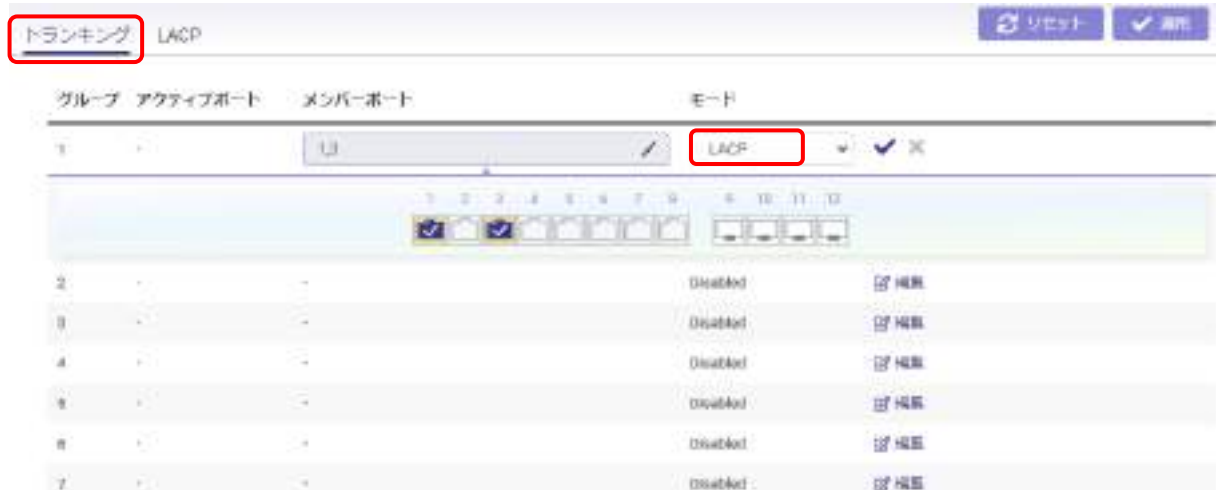 トランキング LACP リセット 適用
グループ アクティブポート メンバーポート モード
1 - 1,3 LACP
1 2 3 4 5 6 7 8 9 10 11 12
2 - - Disabled 編集
3 - - Disabled 編集
4 - - Disabled 編集
5 - - Disabled 編集
6 - - Disabled 編集
7 - - Disabled 編集